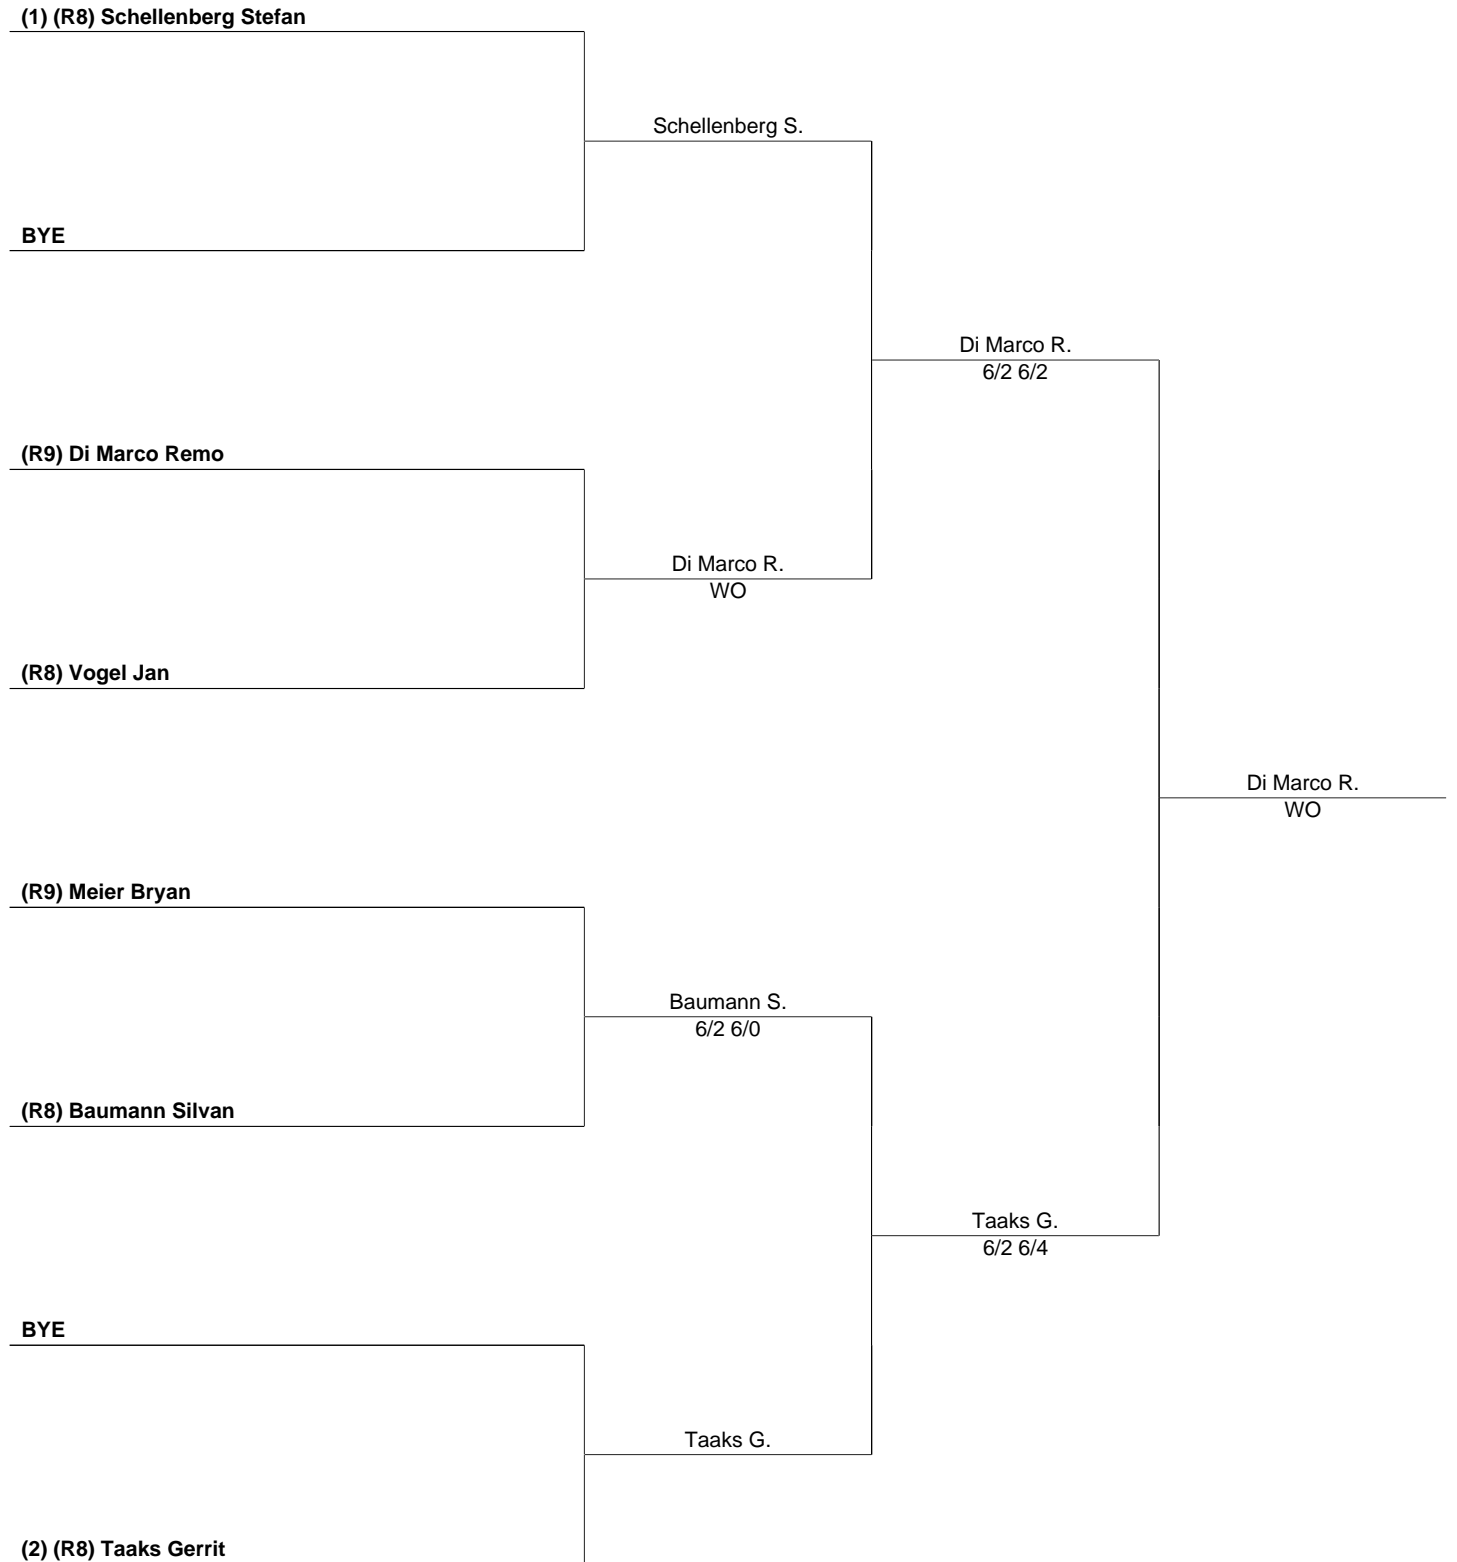 (1) (R8) Schellenberg Stefan
Schellenberg S.
BYE
Di Marco R.
6/2 6/2
(R9) Di Marco Remo
Di Marco R.
WO
(R8) Vogel Jan
Di Marco R.
WO
(R9) Meier Bryan
Baumann S.
6/2 6/0
(R8) Baumann Silvan
Taaks G.
6/2 6/4
BYE
Taaks G.
(2) (R8) Taaks Gerrit